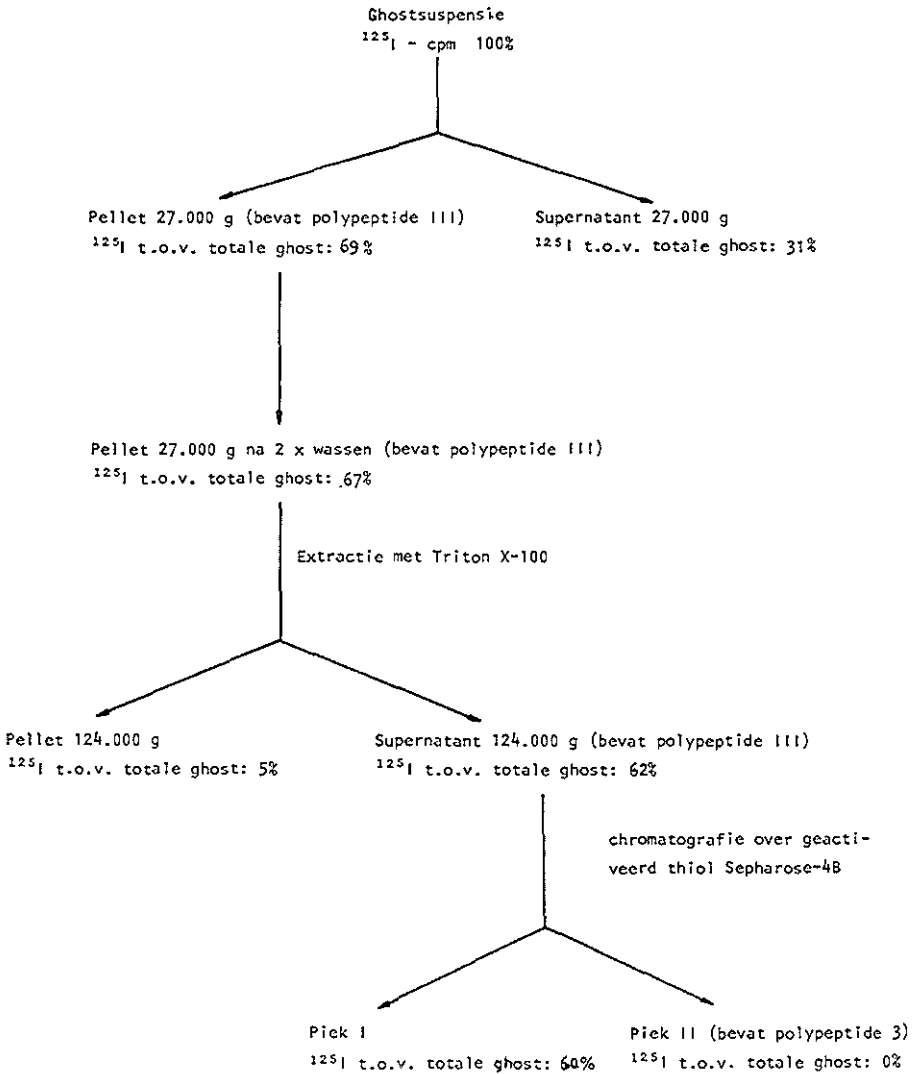 Ghostsuspensie
¹²⁵I - cpm 100%
Pellet 27.000 g (bevat polypeptide III)
¹²⁵I t.o.v. totale ghost: 69%
Supernatant 27.000 g
¹²⁵I t.o.v. totale ghost: 31%
Pellet 27.000 g na 2 x wassen (bevat polypeptide III)
¹²⁵I t.o.v. totale ghost: .67%
Extractie met Triton X-100
Pellet 124.000 g
¹²⁵I t.o.v. totale ghost: 5%
Supernatant 124.000 g (bevat polypeptide III)
¹²⁵I t.o.v. totale ghost: 62%
chromatografie over geacti-
veerd thiol Sepharose-4B
Piek I
¹²⁵I t.o.v. totale ghost: 60%
Piek II (bevat polypeptide 3)
¹²⁵I t.o.v. totale ghost: 0%